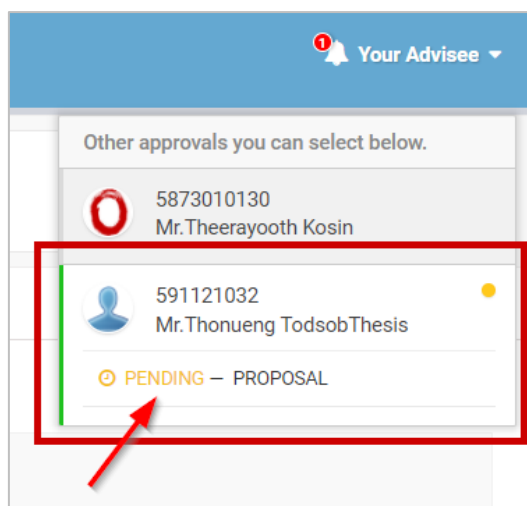 1
Your Advisee
Other approvals you can select below.
5873010130
Mr.Theerayooth Kosin
591121032
Mr.Thonueng TodsobThesis
PENDING — PROPOSAL